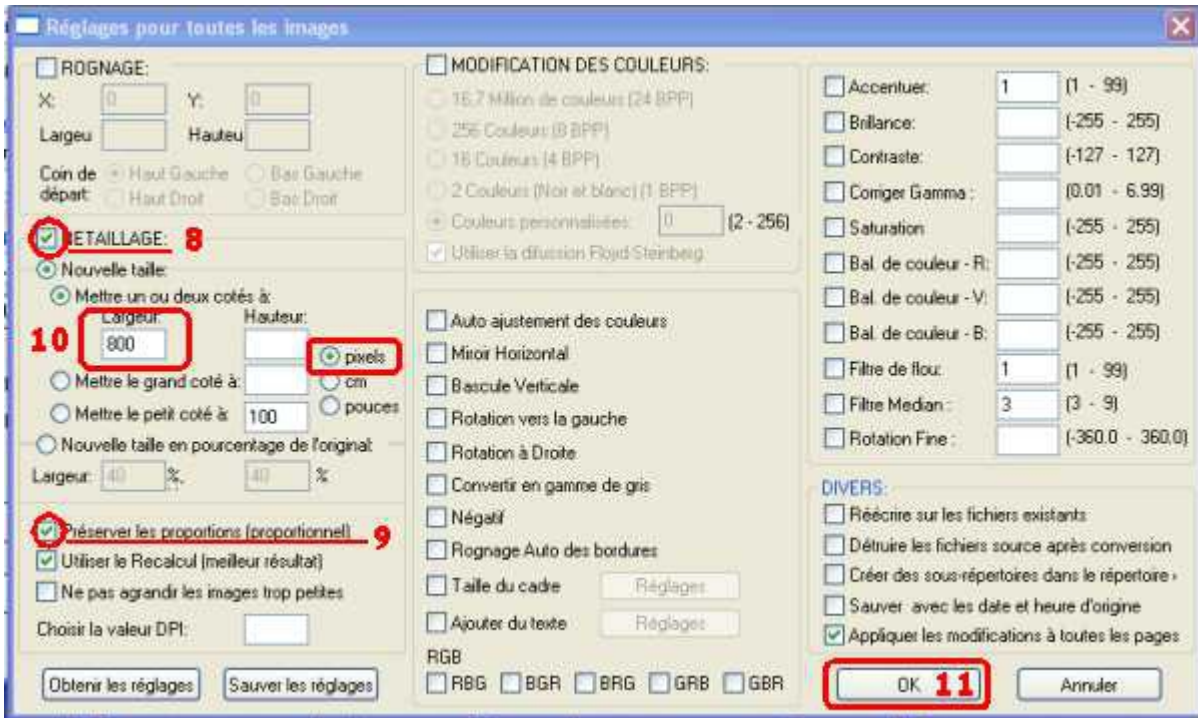 Réglages pour toutes les images
ROGNAGE:
X: 0 Y: 0
Largeu Hauteu
Coin de départ: Haut Gauche Bas Gauche
Haut Droit Bas Droit
RETAILLAGE: 8
Nouvelle taille:
Mettre un ou deux cotés à:
Largeur: Hauteur:
10 800 pixels
Mettre le grand coté à: cm
Mettre le petit coté à: 100 pouces
Nouvelle taille en pourcentage de l'original:
Largeur: 40 %, 40 %
Préserver les proportions (proportionnel) 9
Utiliser le Recalcul (meilleur résultat)
Ne pas agrandir les images trop petites
Choisir la valeur DPI:
Obtenir les réglages Sauver les réglages
MODIFICATION DES COULEURS:
16,7 Million de couleurs (24 BPP)
256 Couleurs (8 BPP)
16 Couleurs (4 BPP)
2 Couleurs (Noir et blanc) (1 BPP)
Couleurs personnalisées: 0 (2 - 256)
Utiliser la difussion Floyd-Steinberg
Auto ajustement des couleurs
Miroir Horizontal
Bascule Verticale
Rotation vers la gauche
Rotation à Droite
Convertir en gamme de gris
Négatif
Rognage Auto des bordures
Taille du cadre Réglages
Ajouter du texte Réglages
RGB
RBG BGR BRG GRB GBR
Accentuer: 1 (1 - 99)
Brillance: (-255 - 255)
Contraste: (-127 - 127)
Corriger Gamma : (0.01 - 6.99)
Saturation (-255 - 255)
Bal. de couleur - R: (-255 - 255)
Bal. de couleur - V: (-255 - 255)
Bal. de couleur - B: (-255 - 255)
Filtre de flou: 1 (1 - 99)
Filtre Median : 3 (3 - 9)
Rotation Fine : (-360.0 - 360.0)
DIVERS:
Réécrire sur les fichiers existants
Détruire les fichiers source après conversion
Créer des sous-répertoires dans le répertoire
Sauver avec les date et heure d'origine
Appliquer les modifications à toutes les pages
OK 11 Annuler